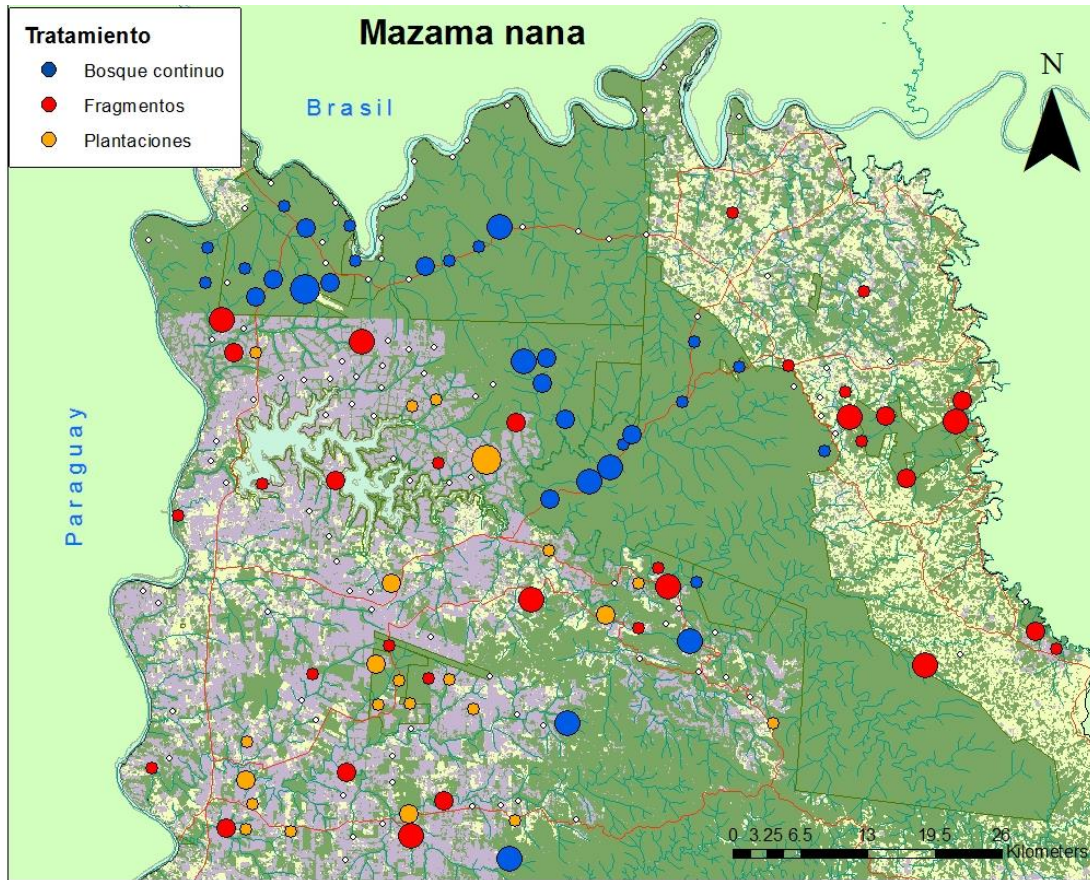 Mazama nana
Tratamiento
Bosque continuo
Fragmentos
Plantaciones
Brasil
N
Paraguay
0 3.25 6.5 13 19.5 26
Kilometers